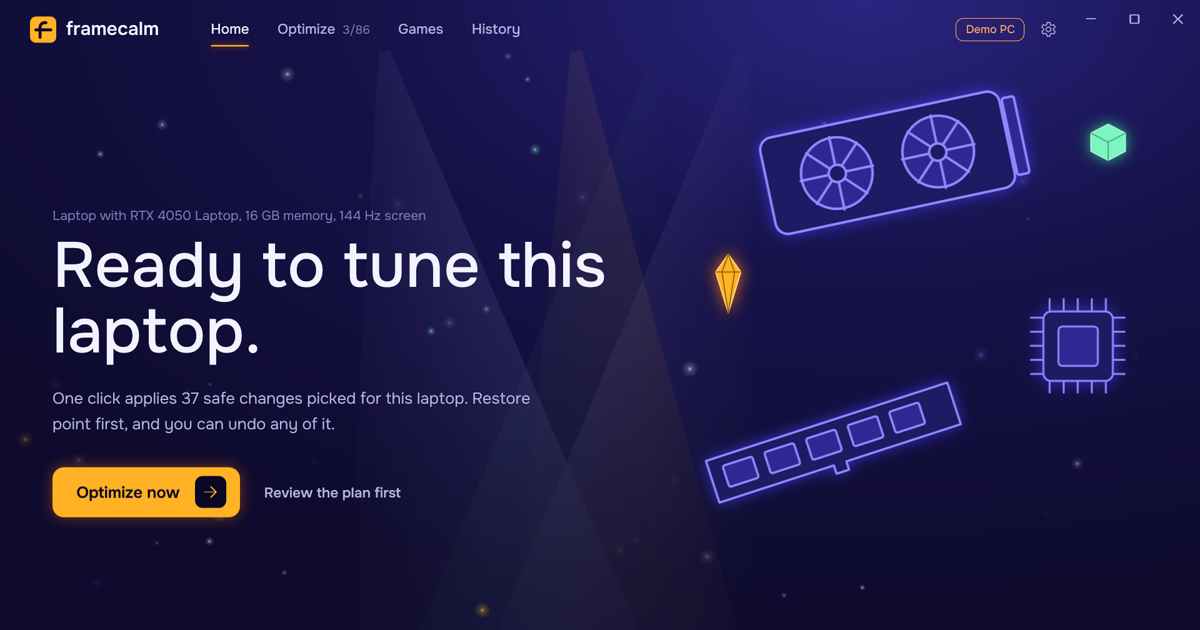 framecalm
Home
Optimize 3/86
Games
History
Demo PC
Laptop with RTX 4050 Laptop, 16 GB memory, 144 Hz screen
Ready to tune this
laptop.
One click applies 37 safe changes picked for this laptop. Restore
point first, and you can undo any of it.
Optimize now
Review the plan first